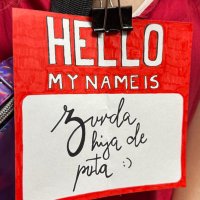 HELLO
MY NAME IS
Zurda
hija de
puta :)